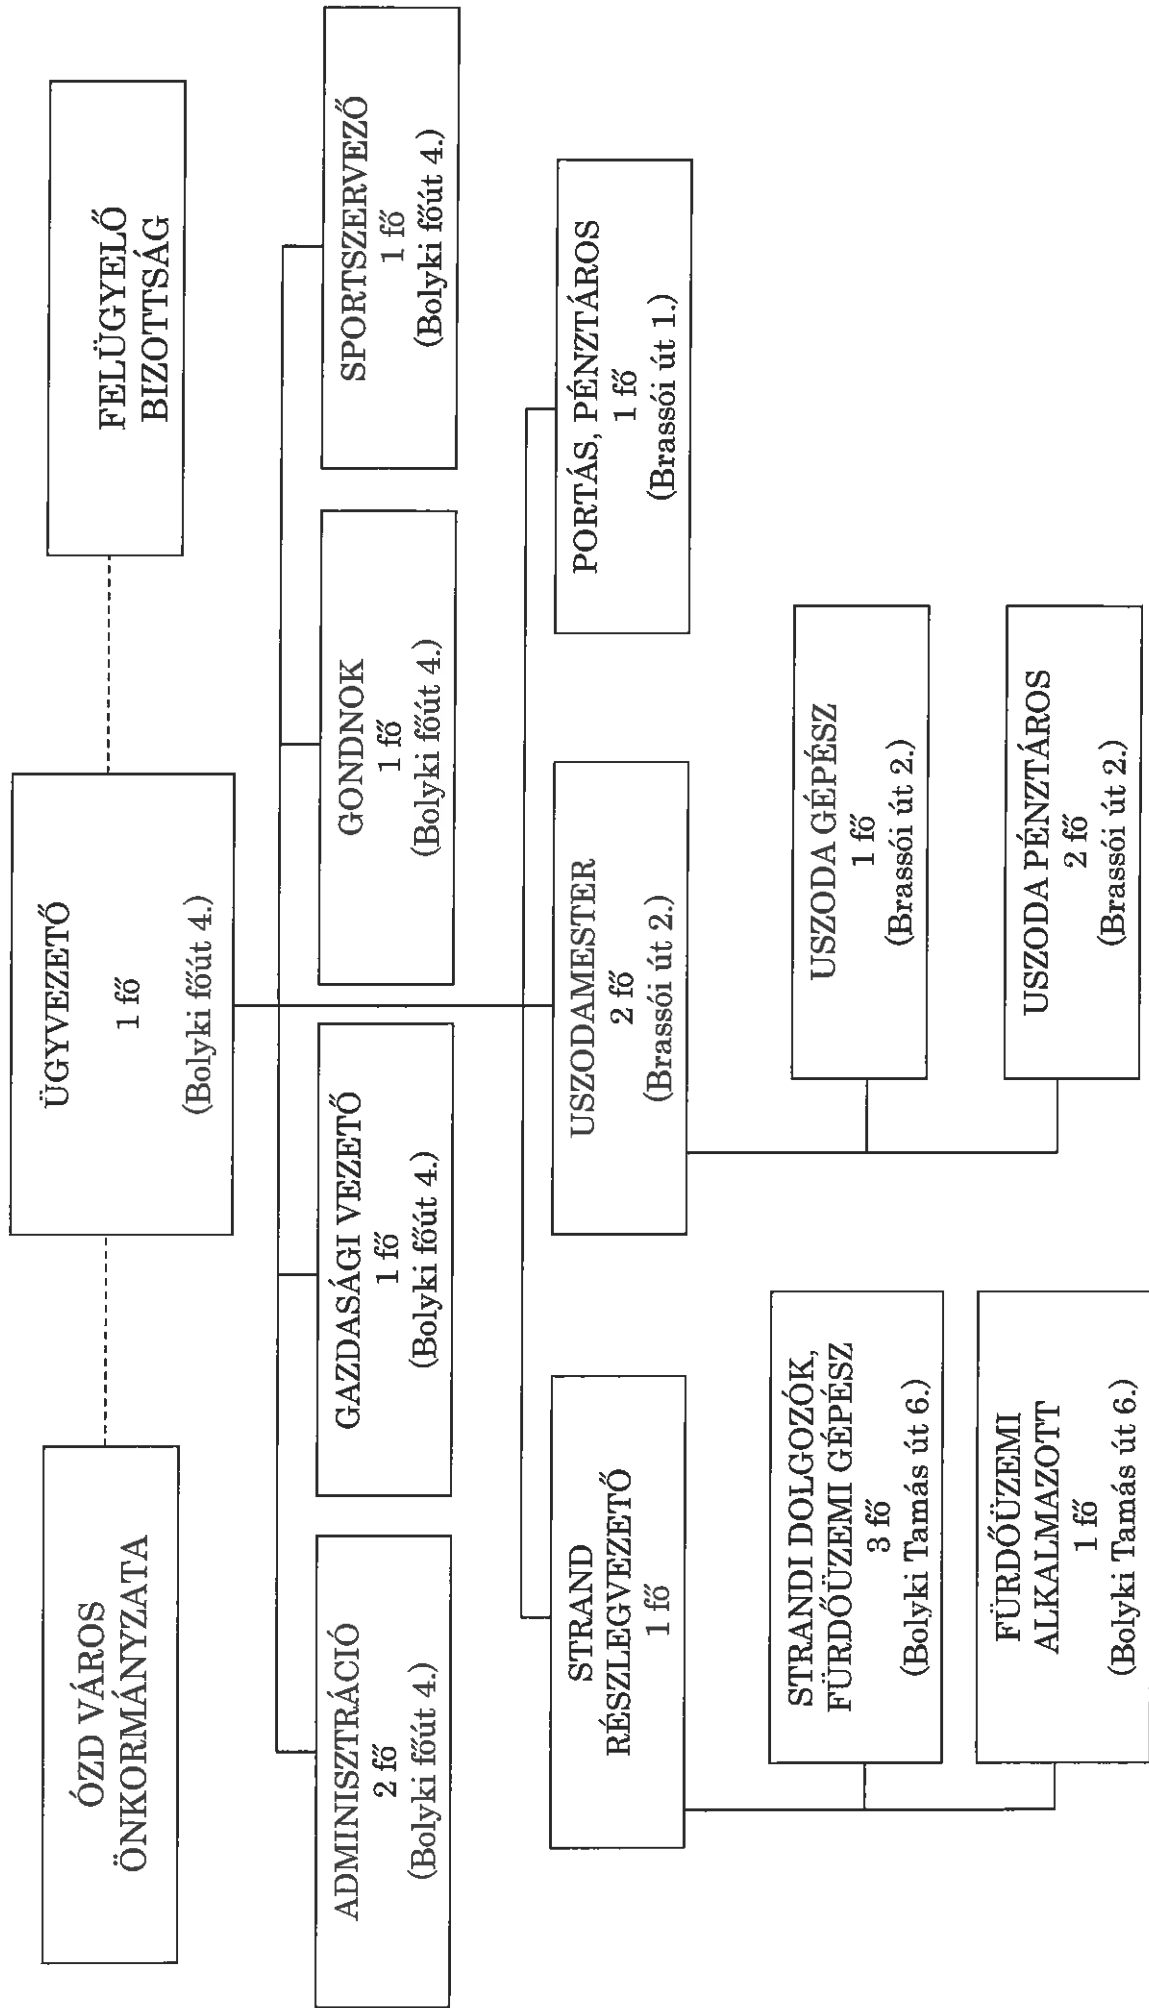 ÓZD VÁROS
ÖNKORMÁNYZATA
ÜGYVEZETŐ
1 fő
(Bolyki főút 4.)
FELÜGYELŐ
BIZOTTSÁG
ADMINISZTRÁCIÓ
2 fő
(Bolyki főút 4.)
GAZDASÁGI VEZETŐ
1 fő
(Bolyki főút 4.)
GONDNOK
1 fő
(Bolyki főút 4.)
SPORTSZERVEZŐ
1 fő
(Bolyki főút 4.)
STRAND
RÉSZLEGVEZETŐ
1 fő
USZODAMESTER
2 fő
(Brassói út 2.)
PORTÁS, PÉNZTÁROS
1 fő
(Brassói út 1.)
STRANDI DOLGOZÓK,
FÜRDŐÜZEMI GÉPÉSZ
3 fő
(Bolyki Tamás út 6.)
USZODA GÉPÉSZ
1 fő
(Brassói út 2.)
FÜRDŐÜZEMI
ALKALMAZOTT
1 fő
(Bolyki Tamás út 6.)
USZODA PÉNZTÁROS
2 fő
(Brassói út 2.)